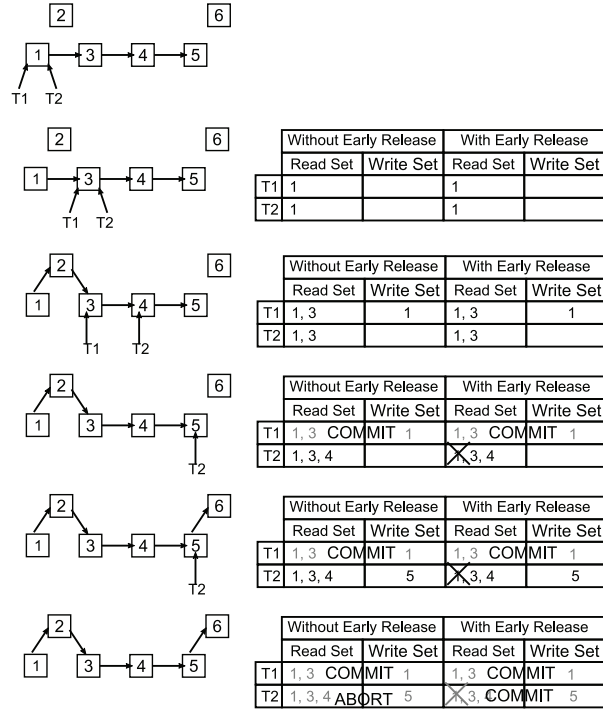 2 6
1 3 4 5
T1 T2
2 6
1 3 4 5
T1 T2
Without Early Release With Early Release
Read Set Write Set Read Set Write Set
T1 1 1
T2 1 1
2 6
1 3 4 5
T1 T2
Without Early Release With Early Release
Read Set Write Set Read Set Write Set
T1 1, 3 1 1, 3 1
T2 1, 3 1, 3
2 6
1 3 4 5
T2
Without Early Release With Early Release
Read Set Write Set Read Set Write Set
T1 1, 3 COMMIT 1 1, 3 COMMIT 1
T2 1, 3, 4 1, 3, 4
2 6
1 3 4 5
T2
Without Early Release With Early Release
Read Set Write Set Read Set Write Set
T1 1, 3 COMMIT 1 1, 3 COMMIT 1
T2 1, 3, 4 5 1, 3, 4 5
2 6
1 3 4 5
Without Early Release With Early Release
Read Set Write Set Read Set Write Set
T1 1, 3 COMMIT 1 1, 3 COMMIT 1
T2 1, 3, 4 ABORT 5 1, 3, 4 COMMIT 5